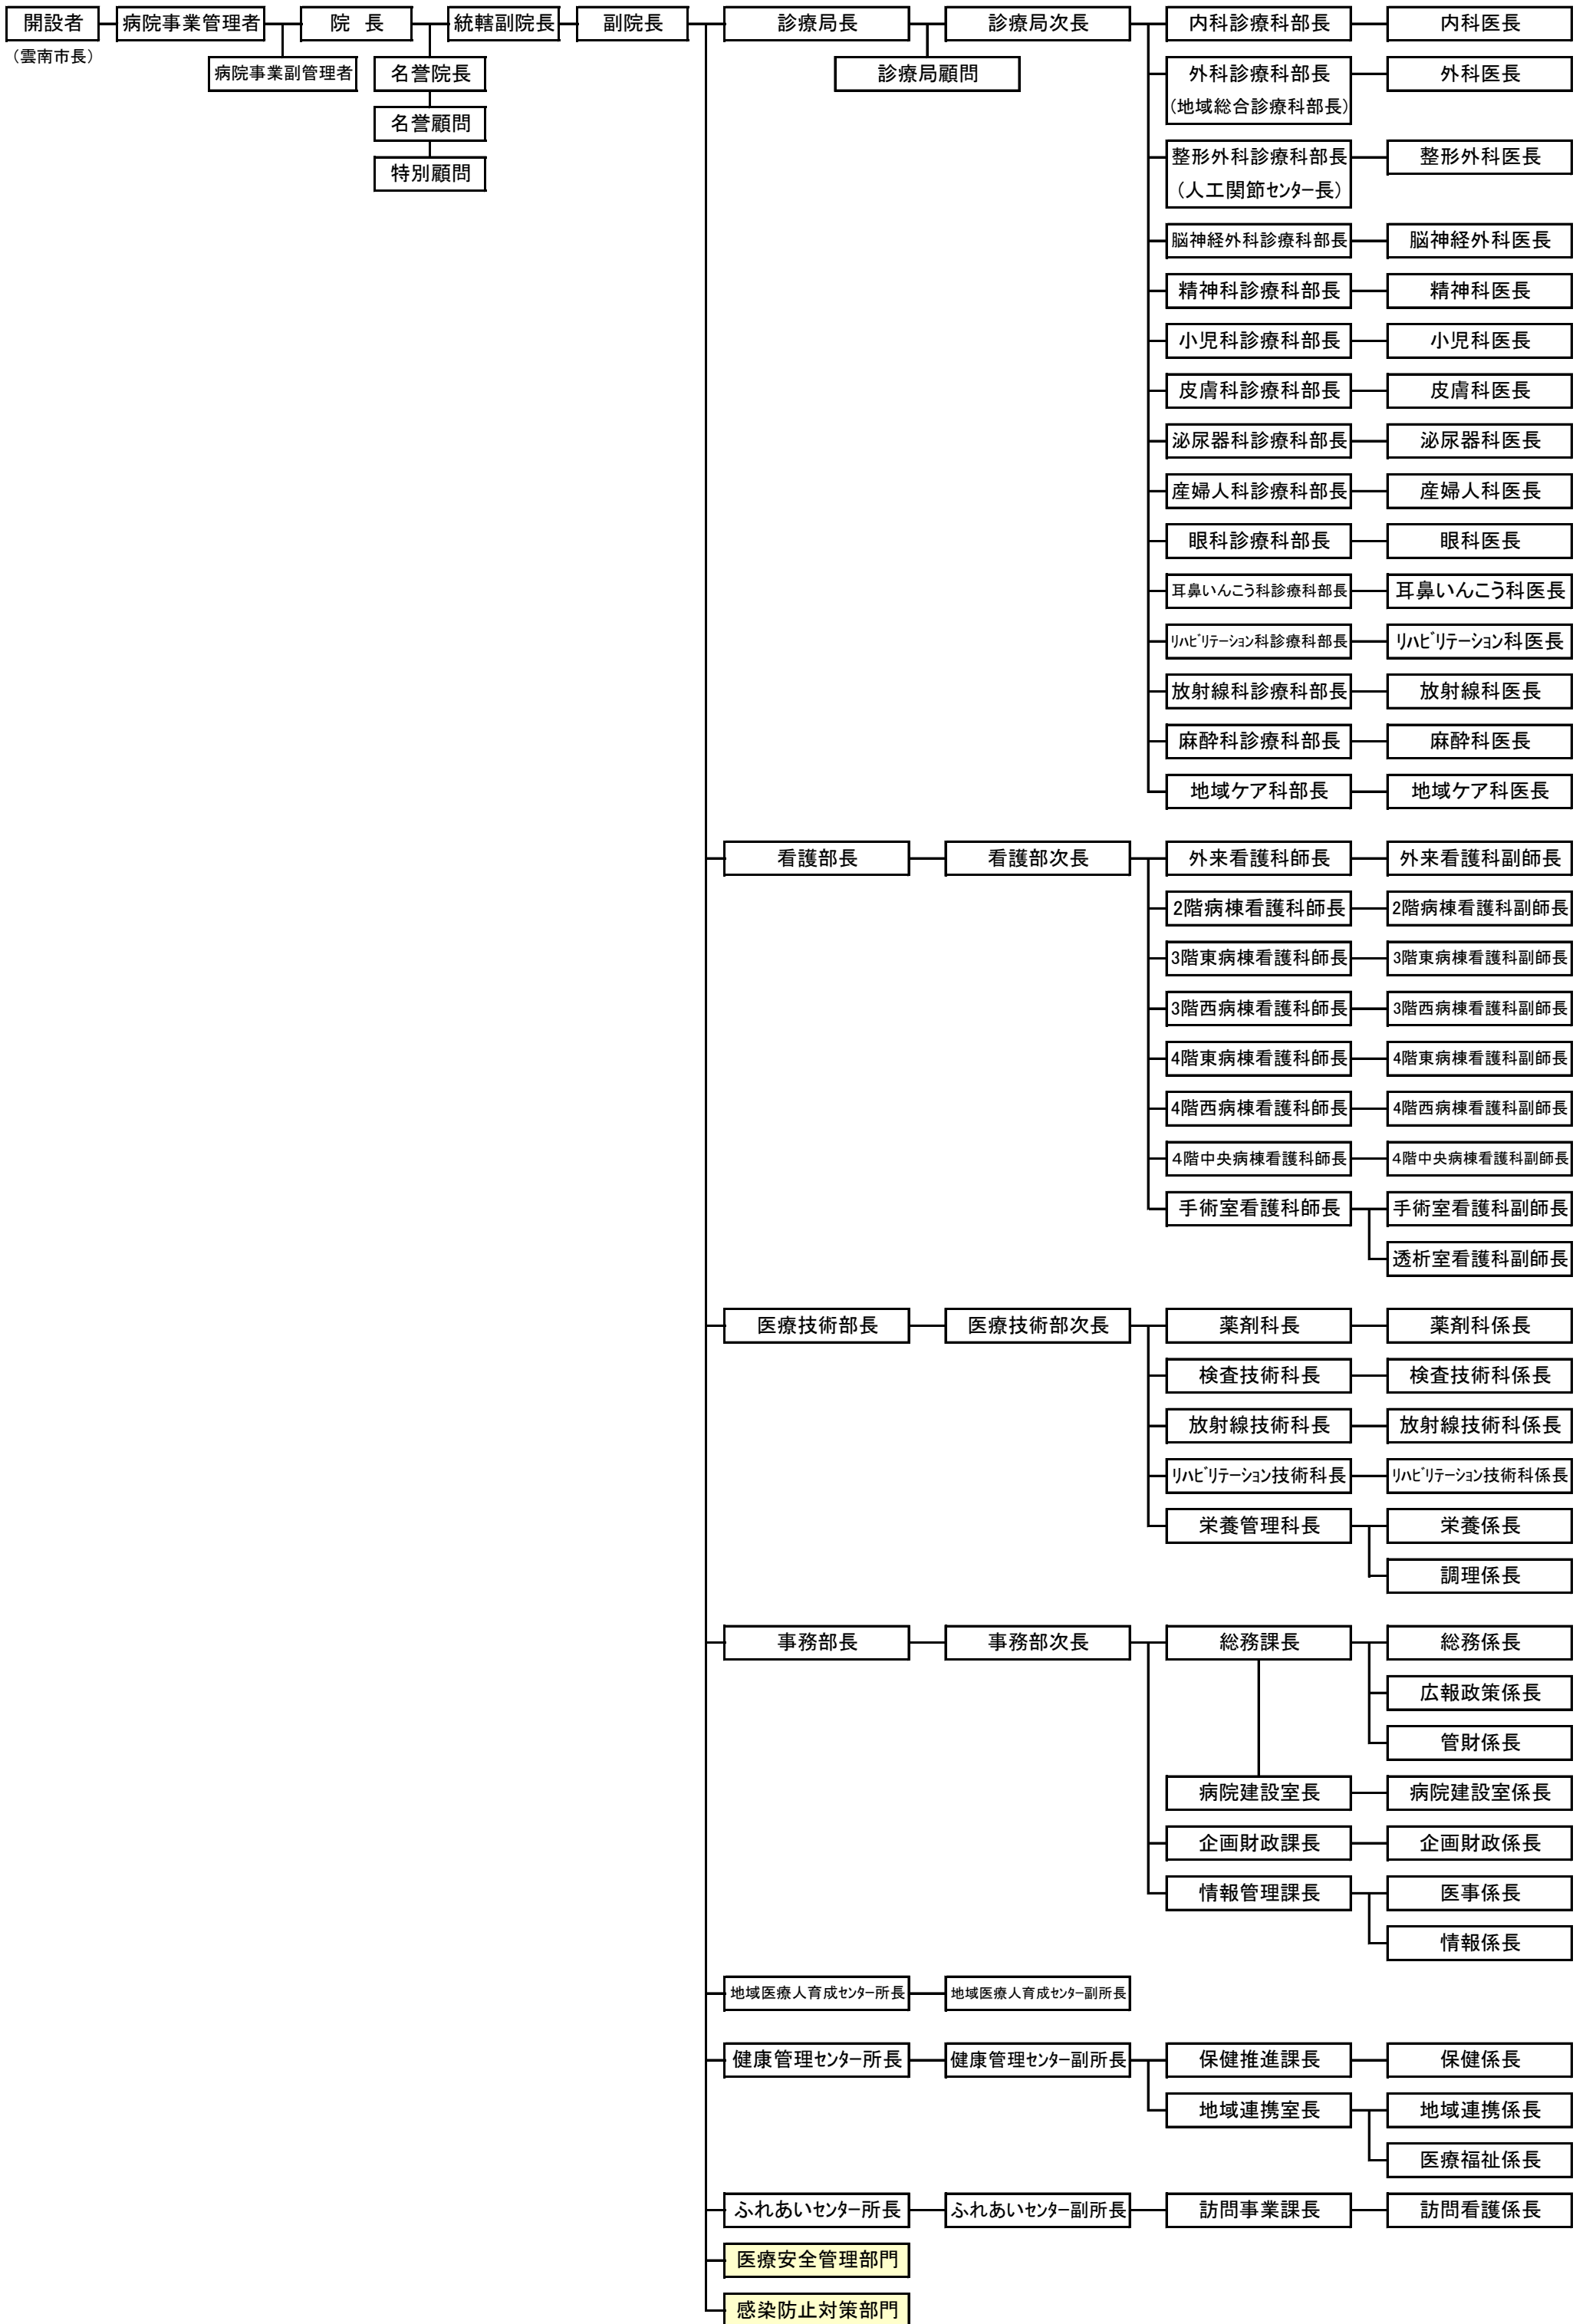 開設者
病院事業管理者
院　長
統轄副院長
副院長
診療局長
診療局次長
内科診療科部長
内科医長
（雲南市長）
病院事業副管理者
名誉院長
診療局顧問
外科診療科部長
(地域総合診療科部長)
外科医長
名誉顧問
特別顧問
整形外科診療科部長
(人工関節ｾﾝﾀｰ長)
整形外科医長
脳神経外科診療科部長
脳神経外科医長
精神科診療科部長
精神科医長
小児科診療科部長
小児科医長
皮膚科診療科部長
皮膚科医長
泌尿器科診療科部長
泌尿器科医長
産婦人科診療科部長
産婦人科医長
眼科診療科部長
眼科医長
耳鼻いんこう科診療科部長
耳鼻いんこう科医長
ﾘﾊﾋﾞﾘﾃｰｼｮﾝ科診療科部長
ﾘﾊﾋﾞﾘﾃｰｼｮﾝ科医長
放射線科診療科部長
放射線科医長
麻酔科診療科部長
麻酔科医長
地域ケア科部長
地域ケア科医長
看護部長
看護部次長
外来看護科師長
外来看護科副師長
2階病棟看護科師長
2階病棟看護科副師長
3階東病棟看護科師長
3階東病棟看護科副師長
3階西病棟看護科師長
3階西病棟看護科副師長
4階東病棟看護科師長
4階東病棟看護科副師長
4階西病棟看護科師長
4階西病棟看護科副師長
4階中央病棟看護科師長
4階中央病棟看護科副師長
手術室看護科師長
手術室看護科副師長
透析室看護科副師長
医療技術部長
医療技術部次長
薬剤科長
薬剤科係長
検査技術科長
検査技術科係長
放射線技術科長
放射線技術科係長
ﾘﾊﾋﾞﾘﾃｰｼｮﾝ技術科長
ﾘﾊﾋﾞﾘﾃｰｼｮﾝ技術科係長
栄養管理科長
栄養係長
調理係長
事務部長
事務部次長
総務課長
総務係長
広報政策係長
管財係長
病院建設室長
病院建設室係長
企画財政課長
企画財政係長
情報管理課長
医事係長
情報係長
地域医療人育成ｾﾝﾀｰ所長
地域医療人育成ｾﾝﾀｰ副所長
健康管理ｾﾝﾀｰ所長
健康管理ｾﾝﾀｰ副所長
保健推進課長
保健係長
地域連携室長
地域連携係長
医療福祉係長
ふれあいｾﾝﾀｰ所長
ふれあいｾﾝﾀｰ副所長
訪問事業課長
訪問看護係長
医療安全管理部門
感染防止対策部門